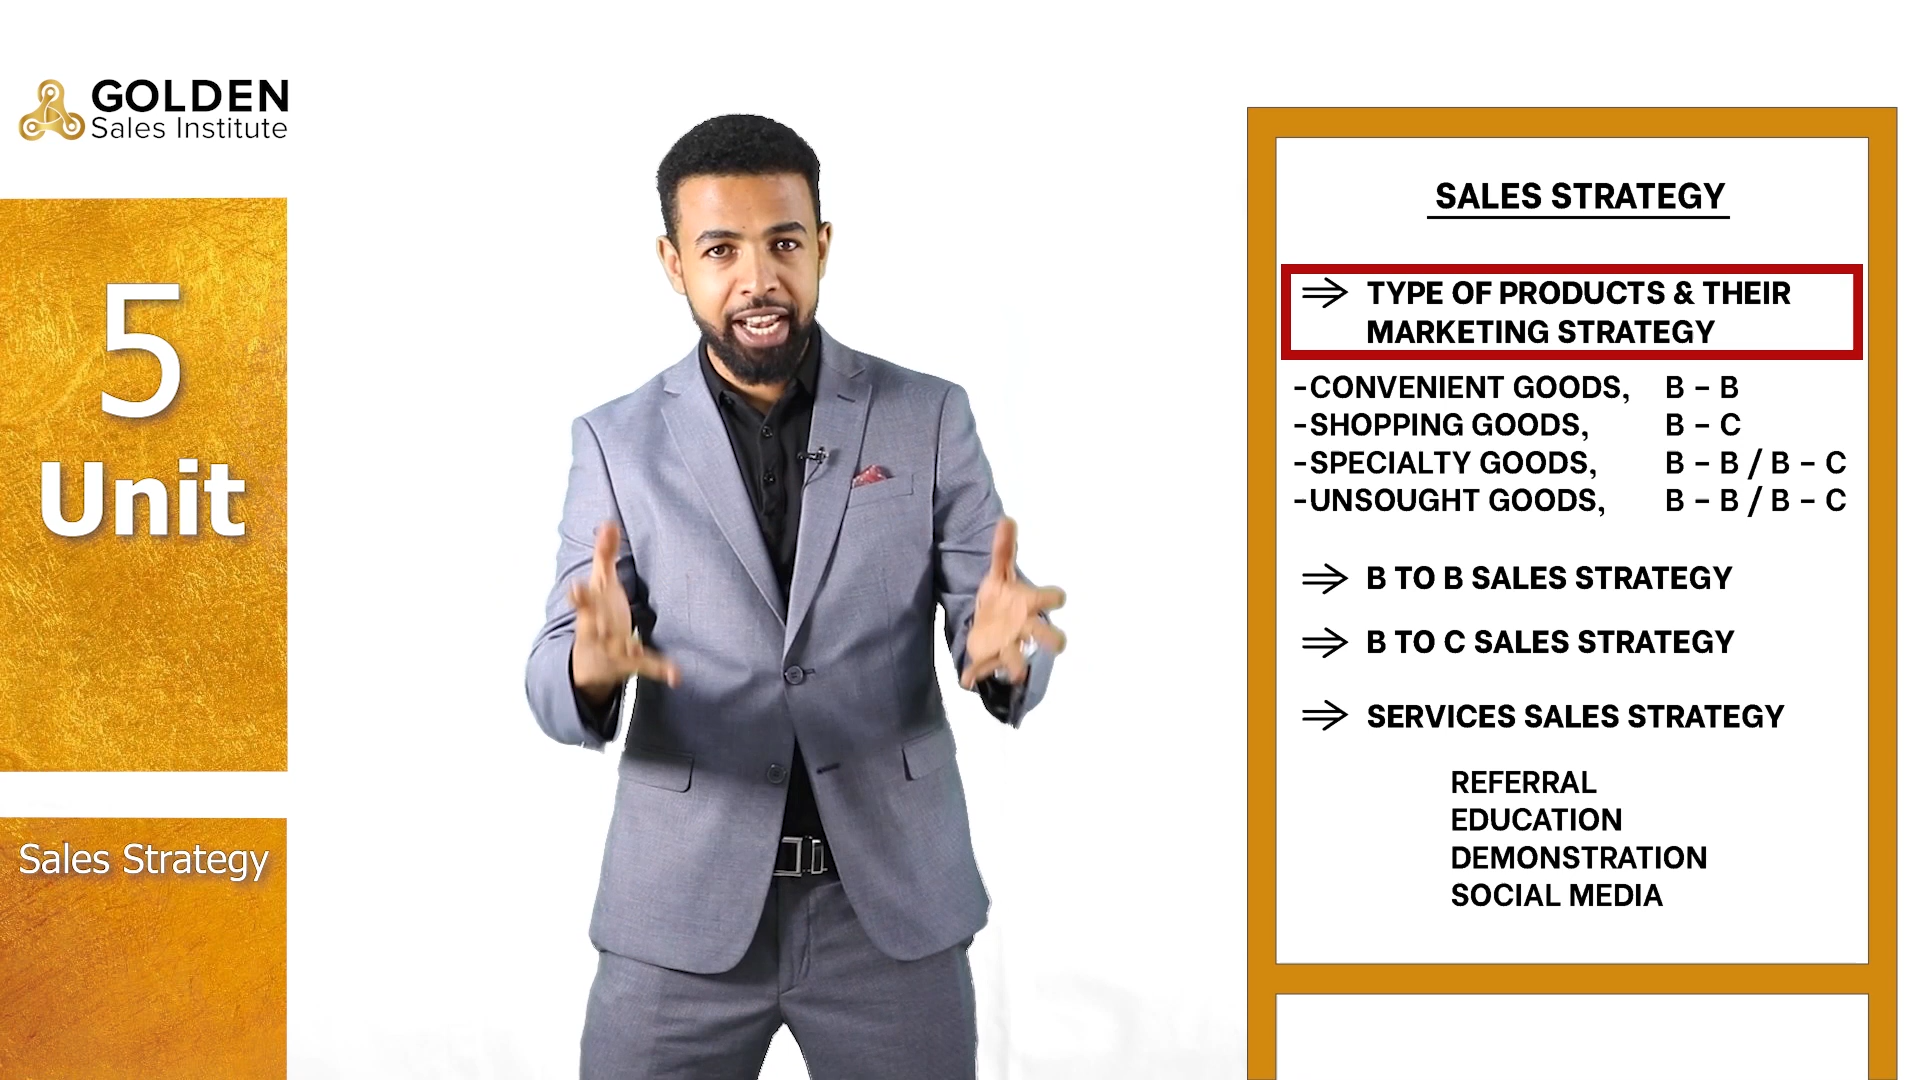 GOLDEN
Sales Institute
5
Unit
Sales Strategy
SALES STRATEGY
⇒ TYPE OF PRODUCTS & THEIR
MARKETING STRATEGY
-CONVENIENT GOODS, B - B
-SHOPPING GOODS, B - C
-SPECIALTY GOODS, B - B / B - C
-UNSOUGHT GOODS, B - B / B - C
⇒ B TO B SALES STRATEGY
⇒ B TO C SALES STRATEGY
⇒ SERVICES SALES STRATEGY
REFERRAL
EDUCATION
DEMONSTRATION
SOCIAL MEDIA